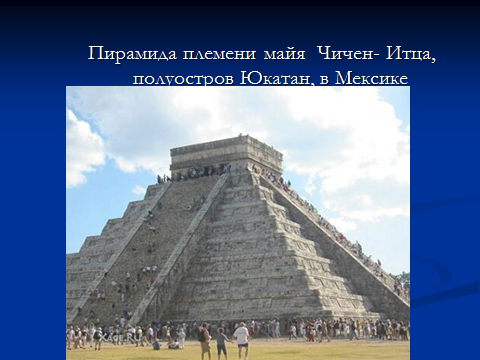 Пирамида племени майя Чичен- Итца,
полуостров Юкатан, в Мексике